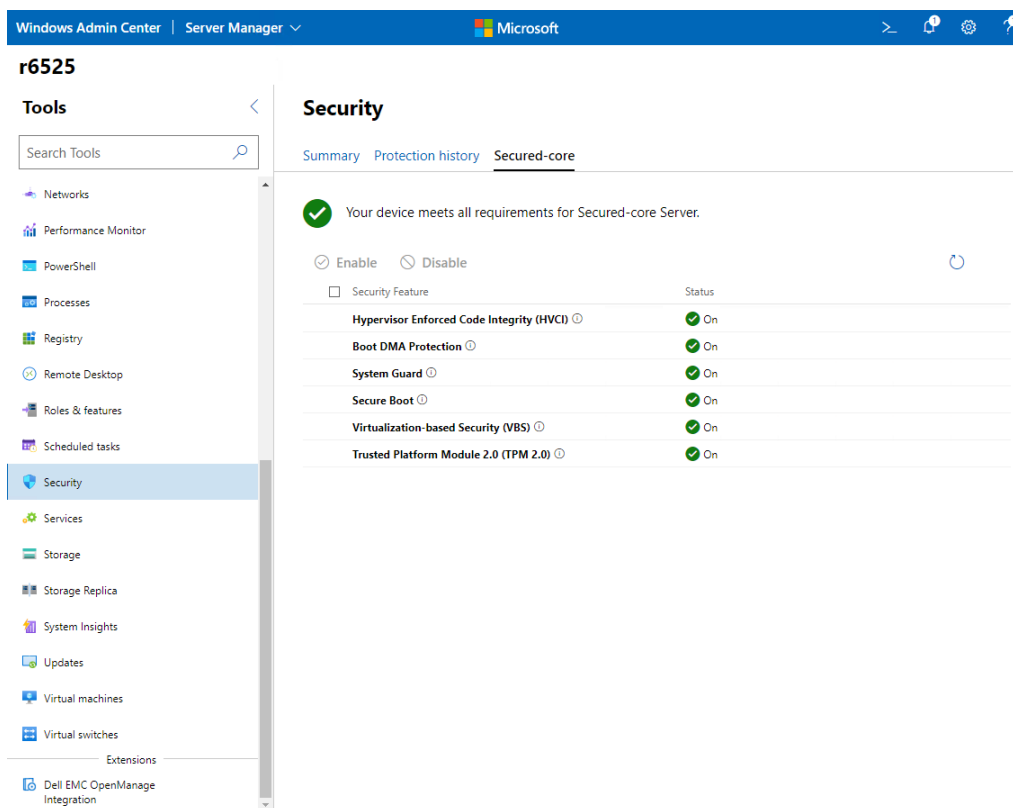 Windows Admin Center | Server Manager
Microsoft
1
r6525
Tools
Search Tools
Networks
Performance Monitor
PowerShell
Processes
Registry
Remote Desktop
Roles & features
Scheduled tasks
Security
Services
Storage
Storage Replica
System Insights
Updates
Virtual machines
Virtual switches
Extensions
Dell EMC OpenManage
Integration
Security
Summary Protection history Secured-core
Your device meets all requirements for Secured-core Server.
Enable Disable
Security Feature Status
Hypervisor Enforced Code Integrity (HVCI) On
Boot DMA Protection On
System Guard On
Secure Boot On
Virtualization-based Security (VBS) On
Trusted Platform Module 2.0 (TPM 2.0) On